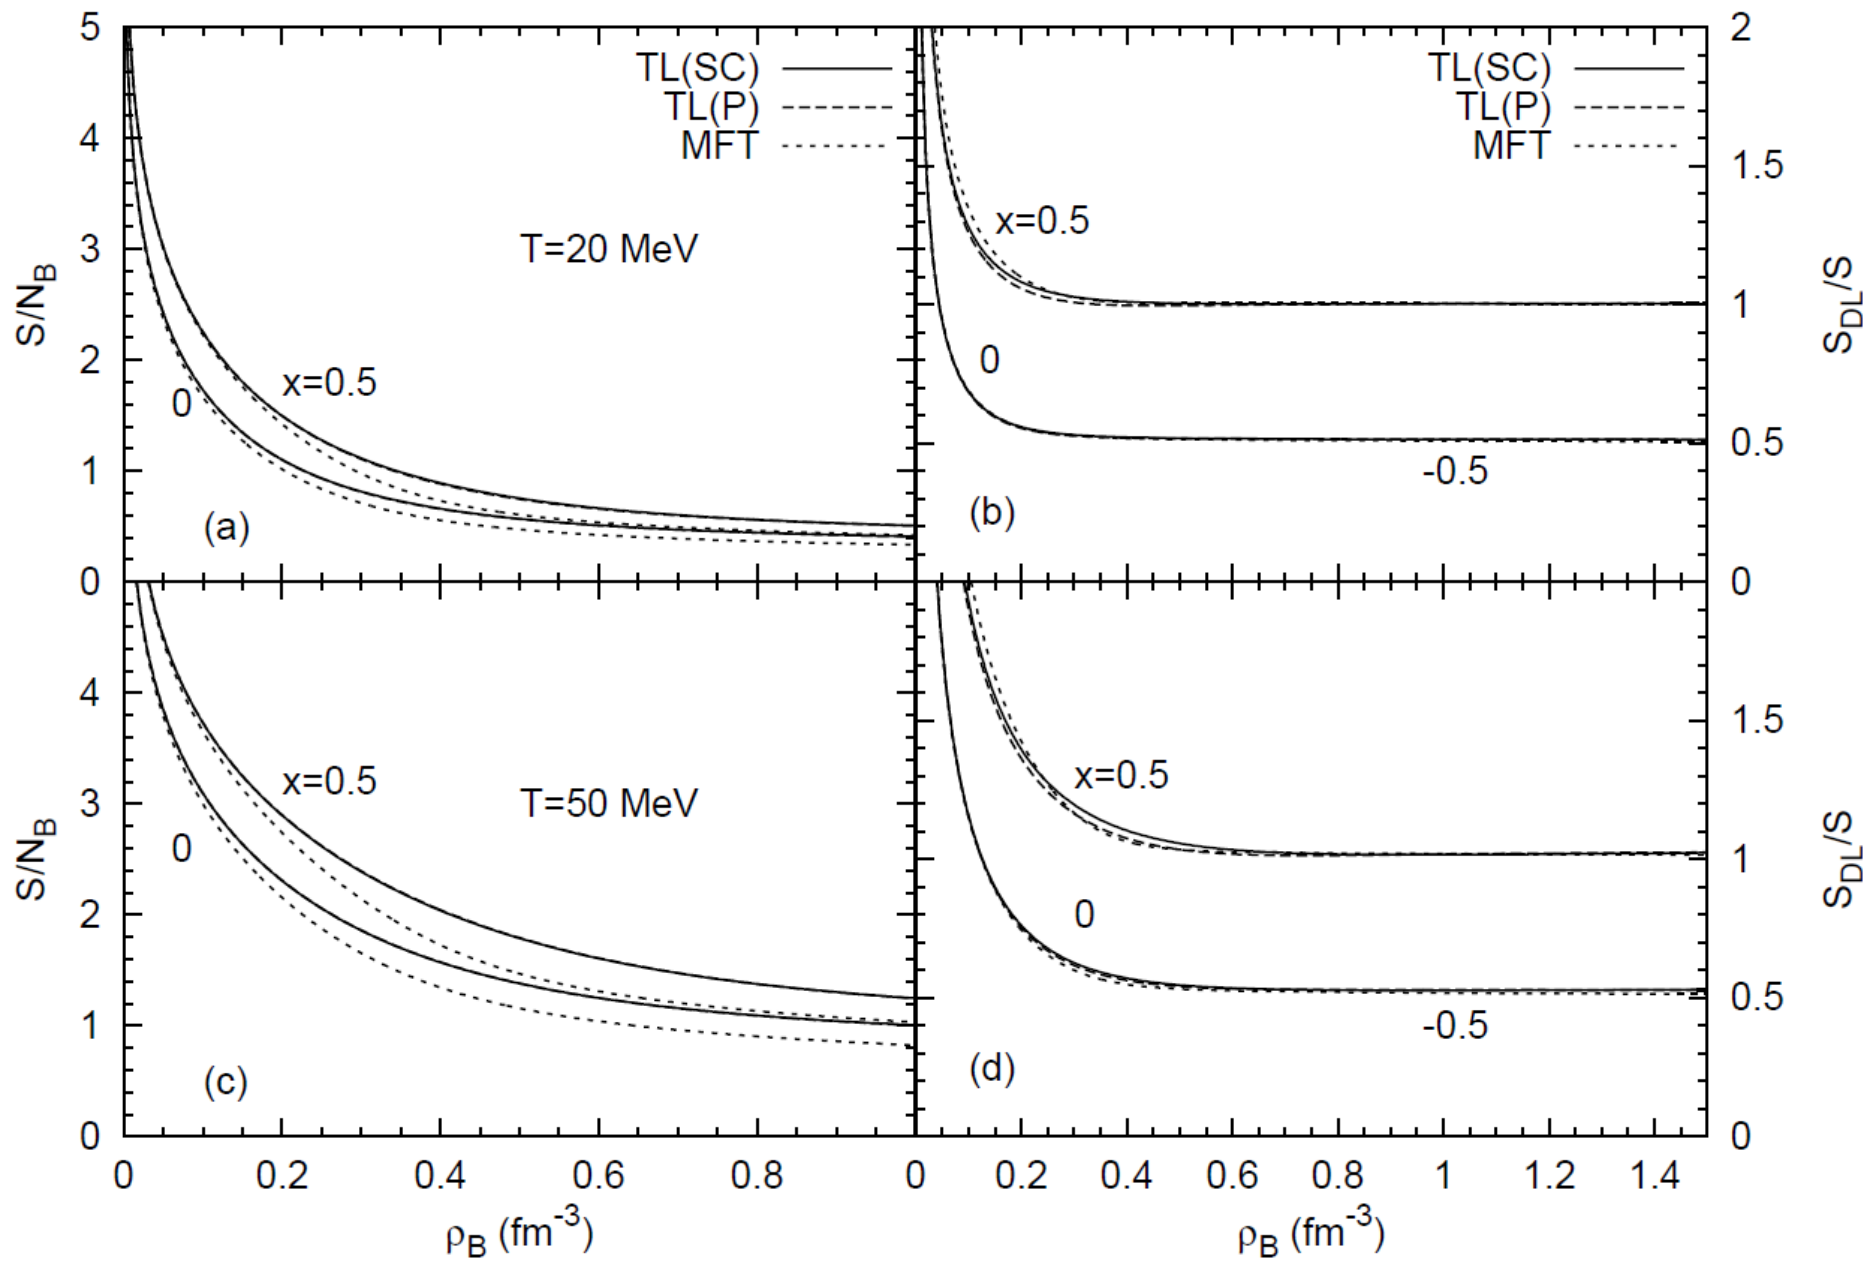 5
4
3
2
1
0
S/N_B
TL(SC)
TL(P)
MFT
T=20 MeV
x=0.5
0
(a)
TL(SC)
TL(P)
MFT
x=0.5
0
-0.5
(b)
2
1.5
1
0.5
0
S_DL/S
4
3
2
1
0
S/N_B
x=0.5
0
T=50 MeV
(c)
x=0.5
0
-0.5
(d)
1.5
1
0.5
0
S_DL/S
0 0.2 0.4 0.6 0.8
0 0.2 0.4 0.6 0.8 1 1.2 1.4
ρ_B (fm⁻³)
ρ_B (fm⁻³)